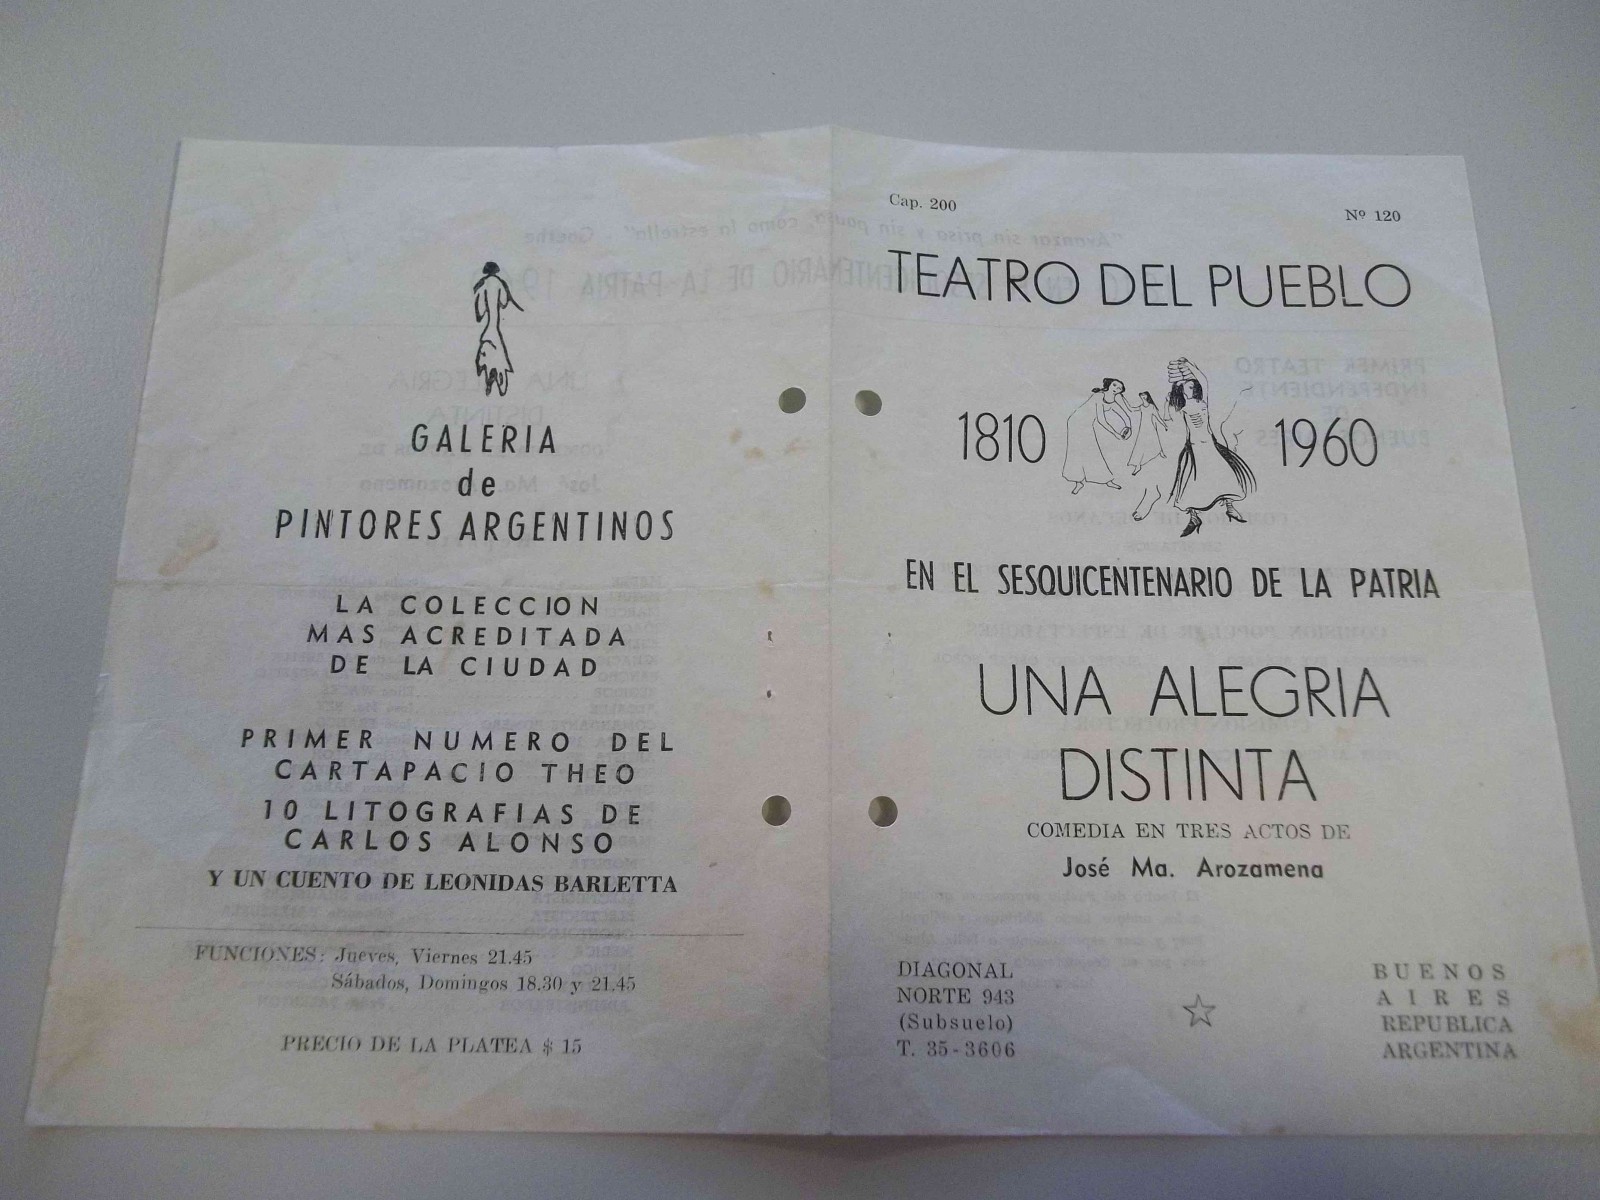 GALERIA
de
PINTORES ARGENTINOS
LA COLECCION
MAS ACREDITADA
DE LA CIUDAD
PRIMER NUMERO DEL
CARTAPACIO THEO
10 LITOGRAFIAS DE
CARLOS ALONSO
Y UN CUENTO DE LEONIDAS BARLETTA
FUNCIONES: Jueves, Viernes 21.45
Sábados, Domingos 18.30 y 21.45
PRECIO DE LA PLATEA $ 15
Cap. 200
Nº 120
TEATRO DEL PUEBLO
1810 1960
EN EL SESQUICENTENARIO DE LA PATRIA
UNA ALEGRIA
DISTINTA
COMEDIA EN TRES ACTOS DE
José Ma. Arozamena
DIAGONAL
NORTE 943
(Subsuelo)
T. 35-3606
BUENOS
AIRES
REPUBLICA
ARGENTINA